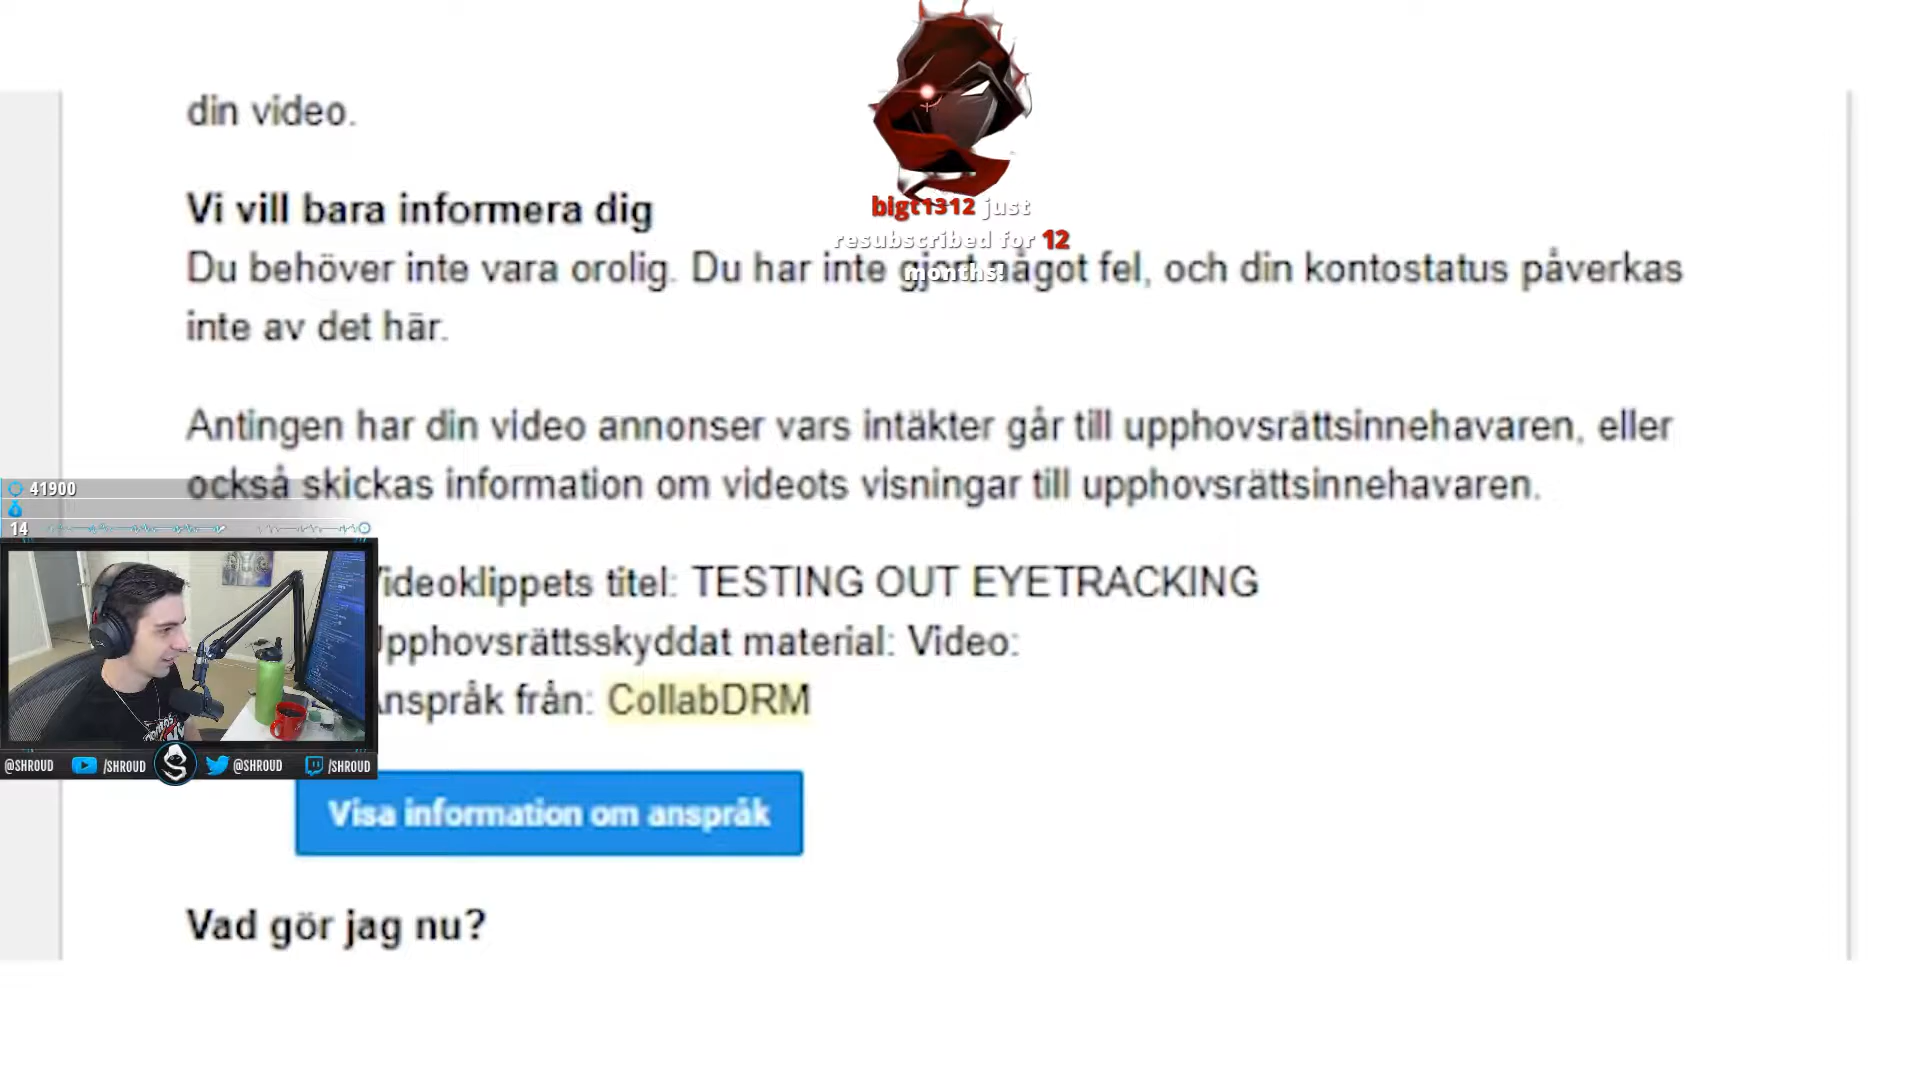 din video.
bigt1312 just
resubscribed for 12
months!
Vi vill bara informera dig
Du behöver inte vara orolig. Du har inte gjort något fel, och din kontostatus påverkas
inte av det här.
Antingen har din video annonser vars intäkter går till upphovsrättsinnehavaren, eller
också skickas information om videots visningar till upphovsrättsinnehavaren.
41900
14
Videoklippets titel: TESTING OUT EYETRACKING
Upphovsrättsskyddat material: Video:
Anspråk från: CollabDRM
@SHROUD /SHROUD @SHROUD /SHROUD
Visa information om anspråk
Vad gör jag nu?